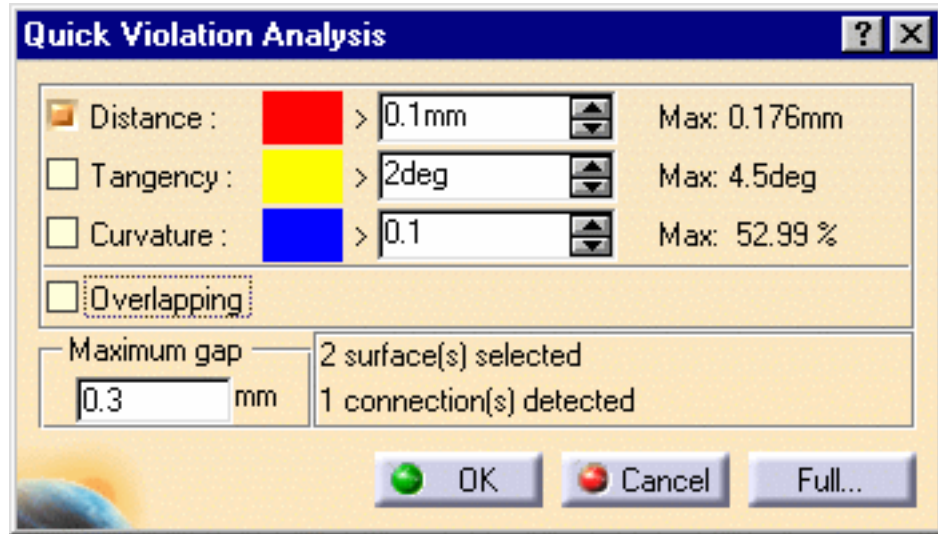 Quick Violation Analysis ? X
Distance : > 0.1mm Max: 0.176mm
Tangency : > 2deg Max: 4.5deg
Curvature : > 0.1 Max: 52.99 %
Overlapping
Maximum gap
0.3 mm
2 surface(s) selected
1 connection(s) detected
OK Cancel Full...